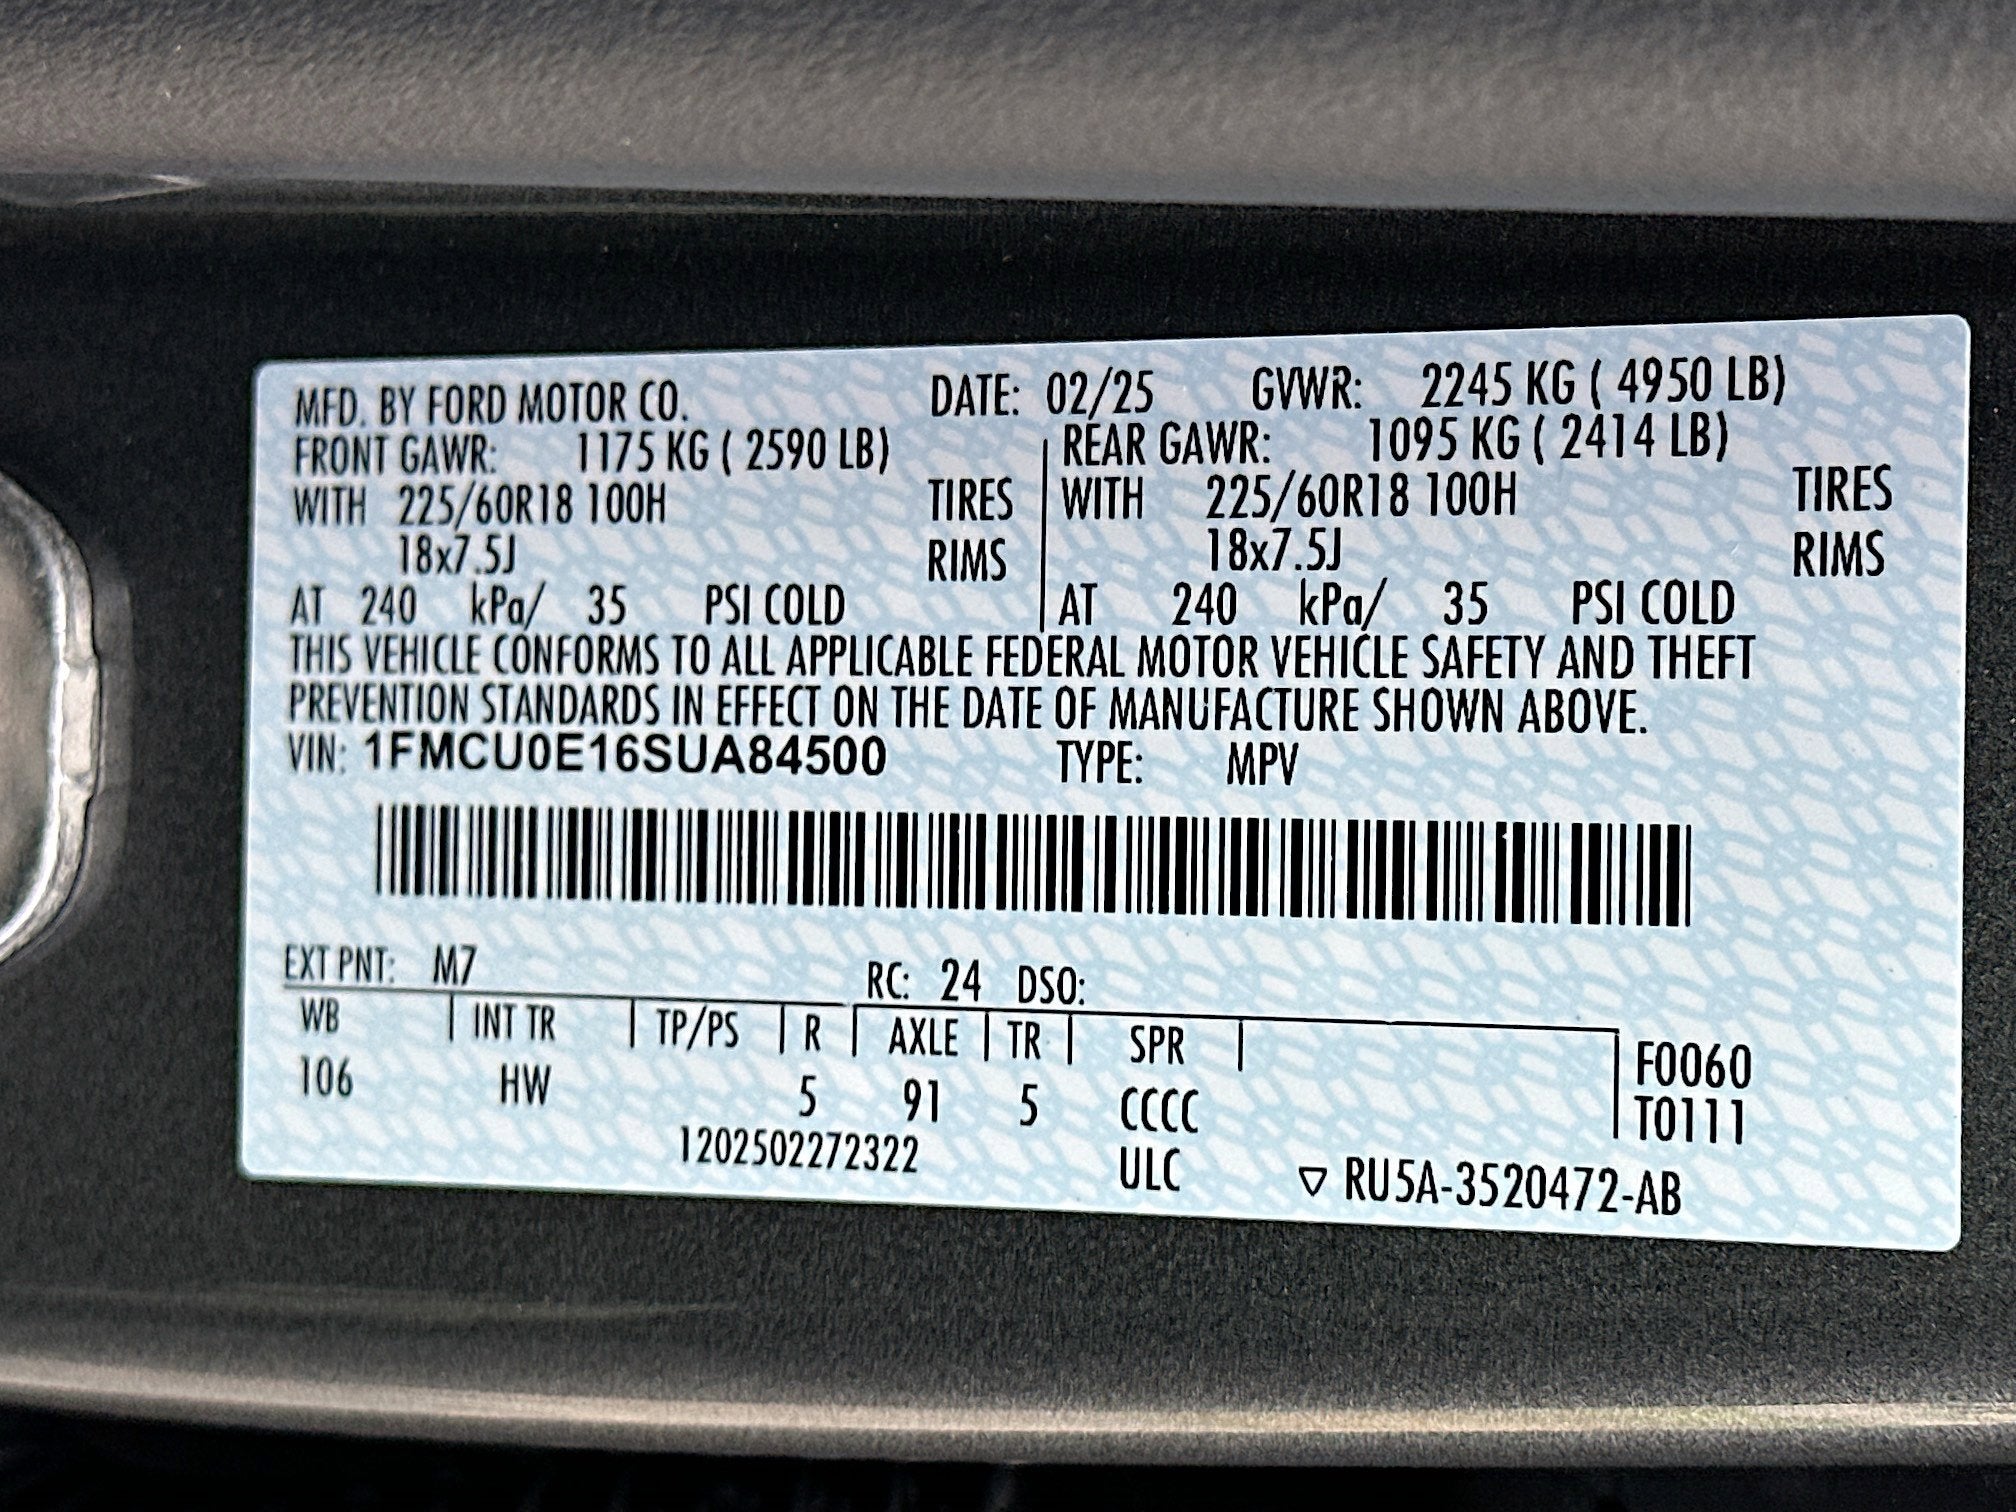 MFD. BY FORD MOTOR CO. DATE: 02/25 GVWR: 2245 KG ( 4950 LB)
FRONT GAWR: 1175 KG ( 2590 LB) REAR GAWR: 1095 KG ( 2414 LB)
WITH 225/60R18 100H TIRES WITH 225/60R18 100H TIRES
18x7.5J RIMS 18x7.5J RIMS
AT 240 kPa/ 35 PSI COLD AT 240 kPa/ 35 PSI COLD
THIS VEHICLE CONFORMS TO ALL APPLICABLE FEDERAL MOTOR VEHICLE SAFETY AND THEFT
PREVENTION STANDARDS IN EFFECT ON THE DATE OF MANUFACTURE SHOWN ABOVE.
VIN: 1FMCU0E16SUA84500 TYPE: MPV
EXT PNT: M7 RC: 24 DSO:
WB INT TR TP/PS R AXLE TR SPR F0060
106 HW 5 91 5 CCCC T0111
1202502272322 ULC ▽ RU5A-3520472-AB